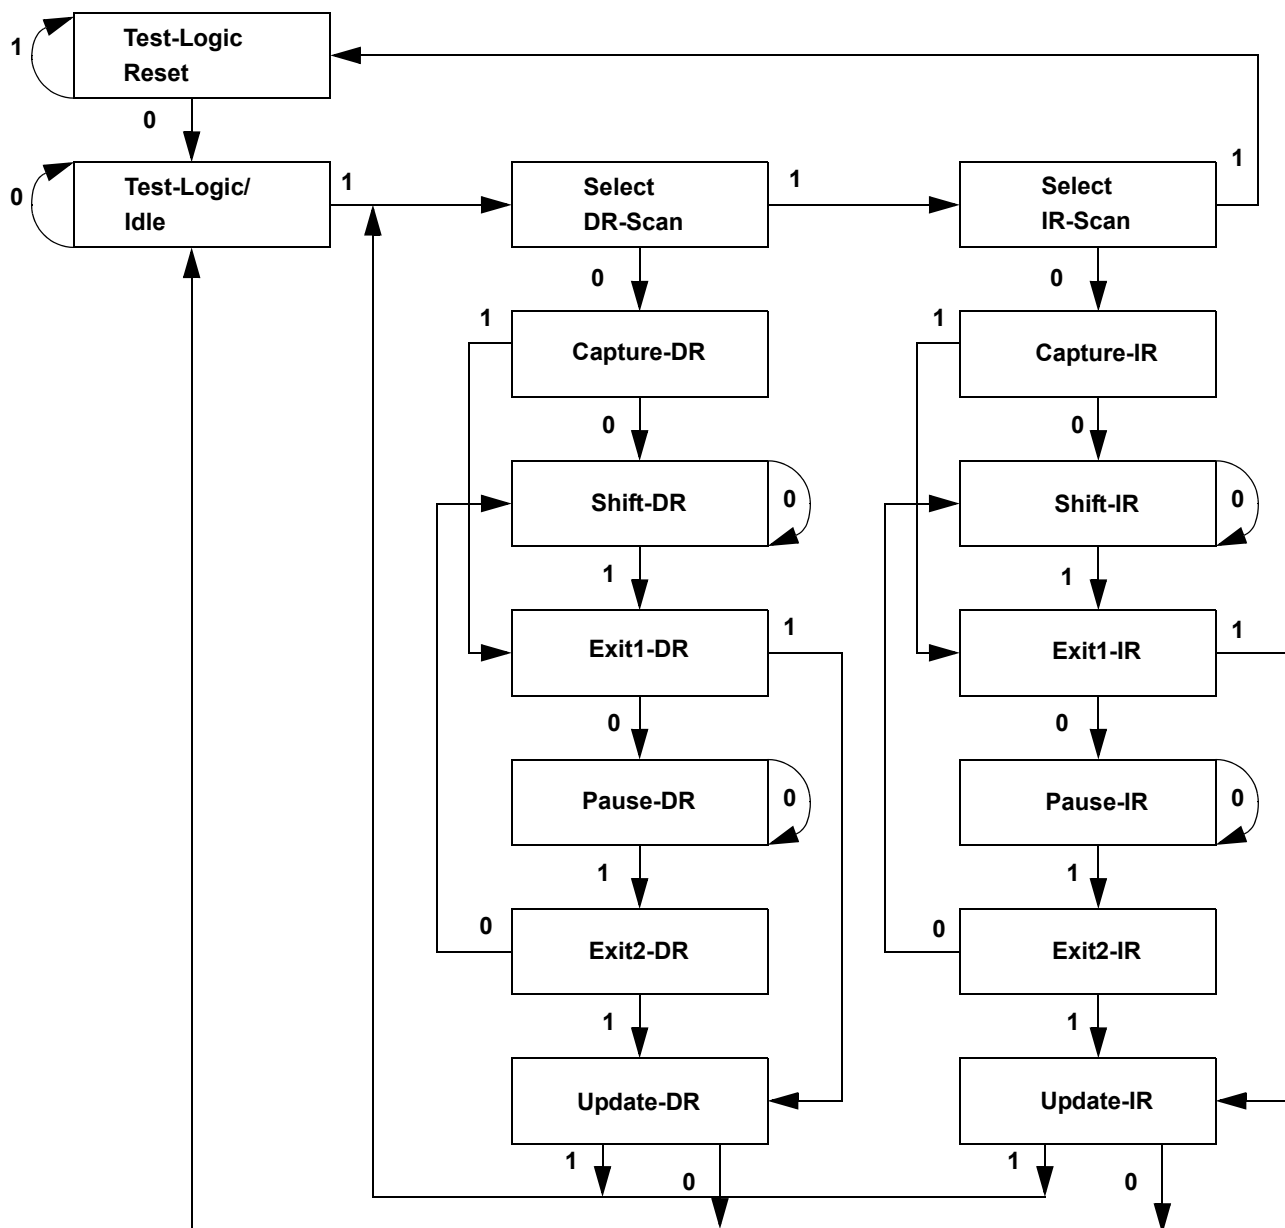 Test-Logic
Reset
1
0
Test-Logic/
Idle
0
1
Select
DR-Scan
1
Select
IR-Scan
1
0
0
1
Capture-DR
1
Capture-IR
0
0
Shift-DR
0
Shift-IR
0
1
1
Exit1-DR
1
Exit1-IR
1
0
0
Pause-DR
0
Pause-IR
0
1
1
0
Exit2-DR
0
Exit2-IR
1
1
Update-DR
Update-IR
1
0
1
0